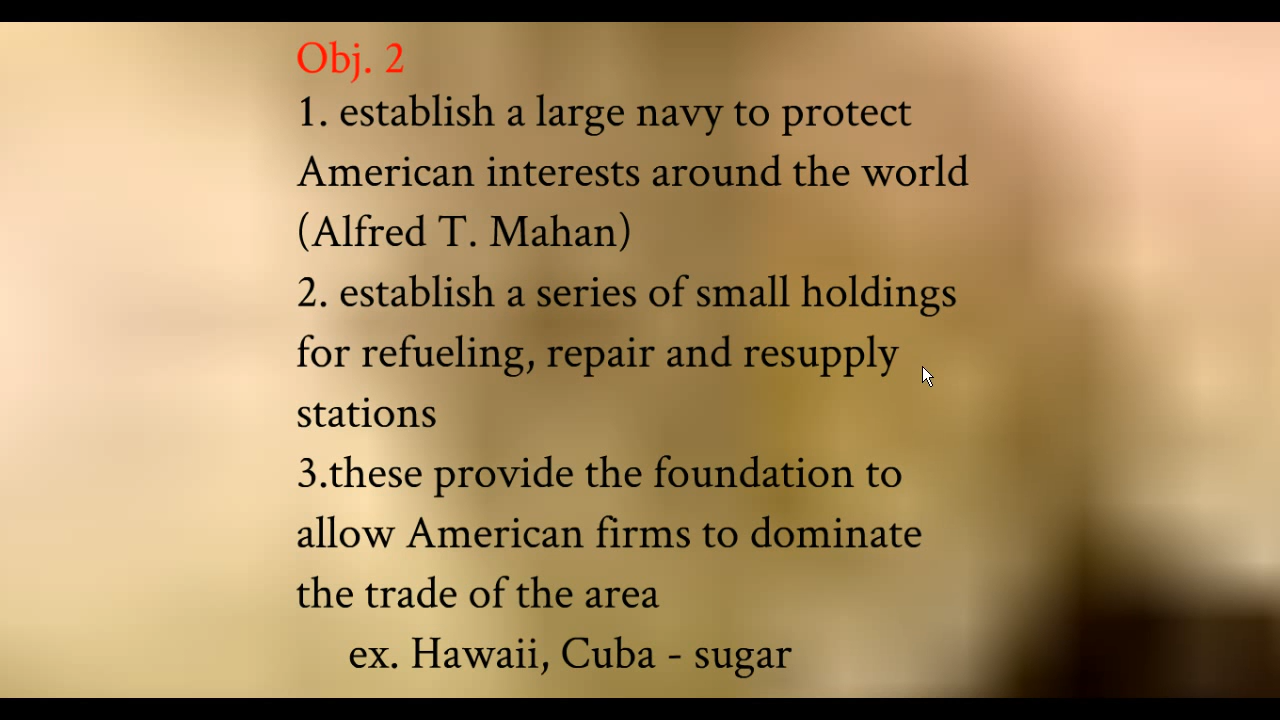 Obj. 2
1. establish a large navy to protect
American interests around the world
(Alfred T. Mahan)
2. establish a series of small holdings
for refueling, repair and resupply
stations
3.these provide the foundation to
allow American firms to dominate
the trade of the area
ex. Hawaii, Cuba - sugar